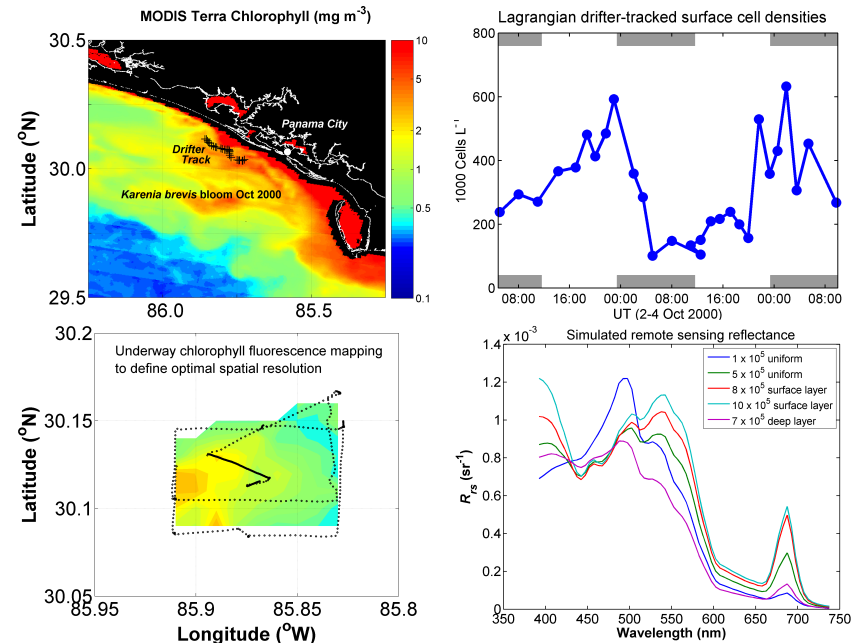 MODIS Terra Chlorophyll (mg m⁻³)
30.5
30.0
29.5
Latitude (ᴼN)
86.0
85.5
Panama City
Drifter
Track
Karenia brevis bloom Oct 2000
10
5
2
1
0.5
0.1
Lagrangian drifter-tracked surface cell densities
800
600
400
200
0
1000 Cells L⁻¹
08:00 16:00 00:00 08:00 16:00 00:00 08:00
UT (2-4 Oct 2000)
30.2
30.15
30.1
30.05
Latitude (ᴼN)
Underway chlorophyll fluorescence mapping
to define optimal spatial resolution
85.95 85.9 85.85 85.8
Longitude (ᴼW)
Simulated remote sensing reflectance
x 10⁻³
1.4
1.2
1
0.8
0.6
0.4
0.2
0
Rrs (sr⁻¹)
1 x 10⁵ uniform
5 x 10⁵ uniform
8 x 10⁵ surface layer
10 x 10⁵ surface layer
7 x 10⁵ deep layer
350 400 450 500 550 600 650 700 750
Wavelength (nm)